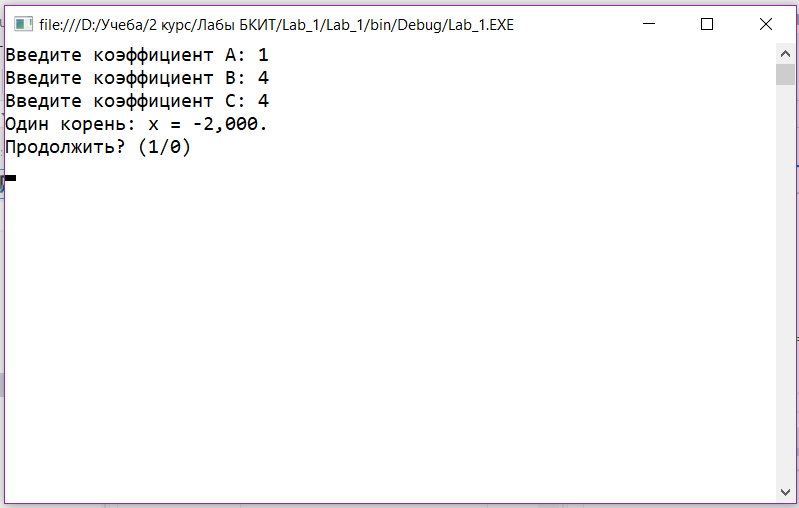 file:///D:/Учеба/2 курс/Лабы БКИТ/Lab_1/Lab_1/bin/Debug/Lab_1.EXE
Введите коэффициент A: 1
Введите коэффициент B: 4
Введите коэффициент C: 4
Один корень: x = -2,000.
Продолжить? (1/0)